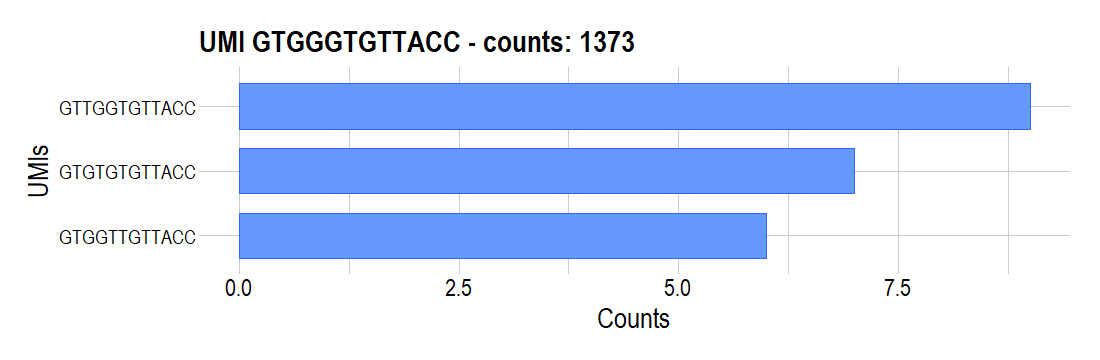 UMI GTGGGTGTTACC - counts: 1373
UMIs
GTTGGTGTTACC
GTGTGTGTTACC
GTGGTTGTTACC
0.0 2.5 5.0 7.5
Counts